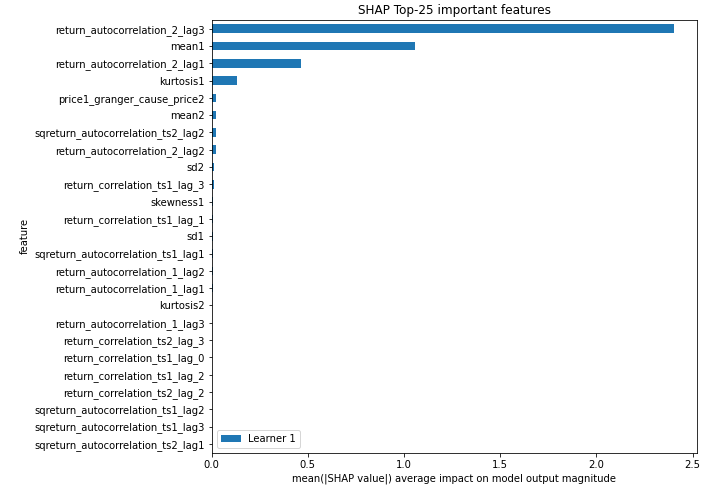 SHAP Top-25 important features
return_autocorrelation_2_lag3
mean1
return_autocorrelation_2_lag1
kurtosis1
price1_granger_cause_price2
mean2
sqreturn_autocorrelation_ts2_lag2
return_autocorrelation_2_lag2
sd2
return_correlation_ts1_lag_3
skewness1
return_correlation_ts1_lag_1
sd1
sqreturn_autocorrelation_ts1_lag1
return_autocorrelation_1_lag2
return_autocorrelation_1_lag1
kurtosis2
return_autocorrelation_1_lag3
return_correlation_ts2_lag_3
return_correlation_ts1_lag_0
return_correlation_ts1_lag_2
return_correlation_ts2_lag_2
sqreturn_autocorrelation_ts1_lag2
sqreturn_autocorrelation_ts1_lag3
sqreturn_autocorrelation_ts2_lag1
feature
Learner 1
0.0 0.5 1.0 1.5 2.0 2.5
mean(|SHAP value|) average impact on model output magnitude